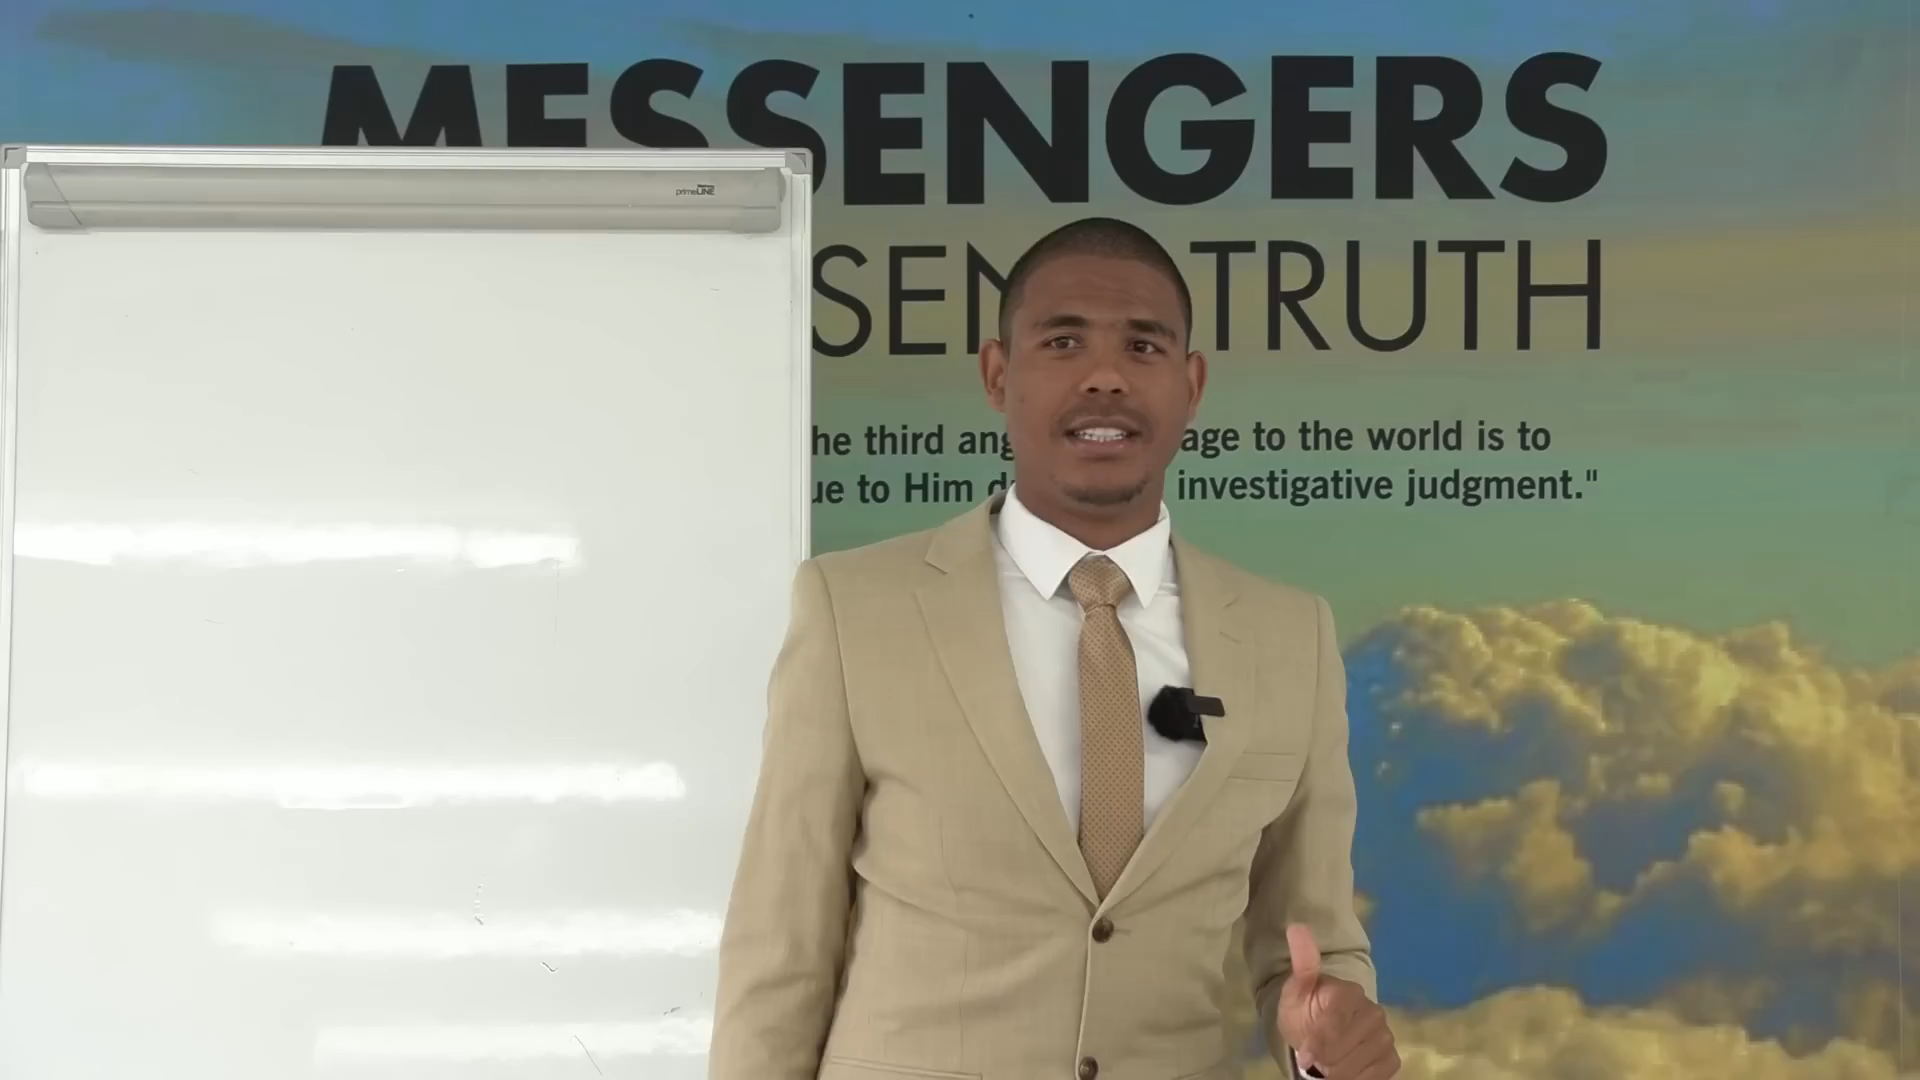 MESSENGERS
SEN TRUTH
he third ang age to the world is to
ue to Him d investigative judgment."
primeLINE